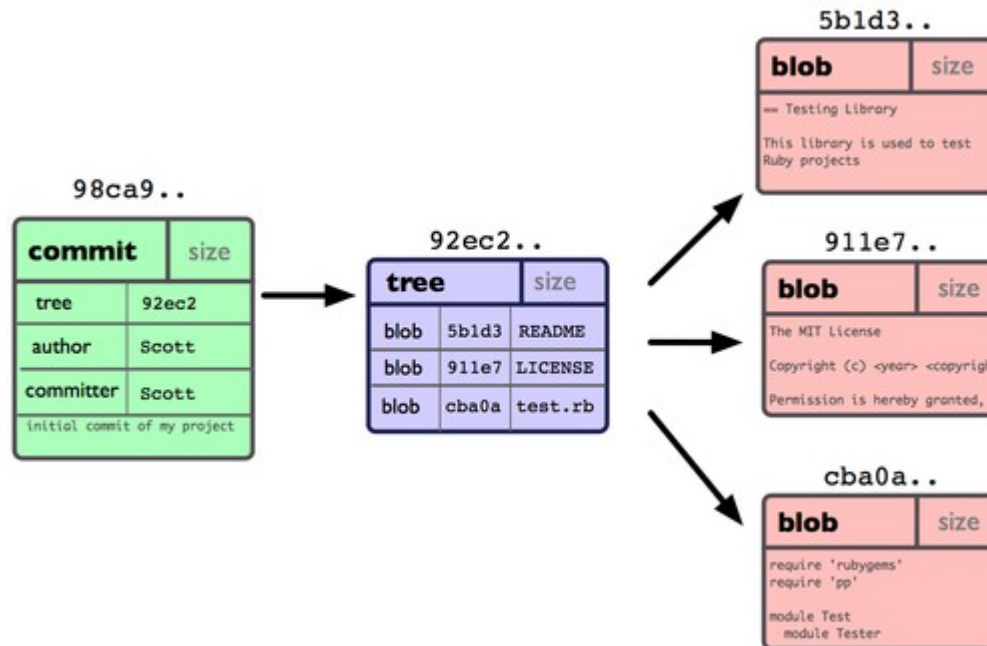 98ca9..
commit size
tree 92ec2
author Scott
committer Scott
initial commit of my project
92ec2..
tree size
blob 5b1d3 README
blob 911e7 LICENSE
blob cba0a test.rb
5b1d3..
blob size
== Testing Library
This library is used to test
Ruby projects
911e7..
blob size
The MIT License
Copyright (c) <year> <copyrigh
Permission is hereby granted,
cba0a..
blob size
require 'rubygems'
require 'pp'
module Test
module Tester